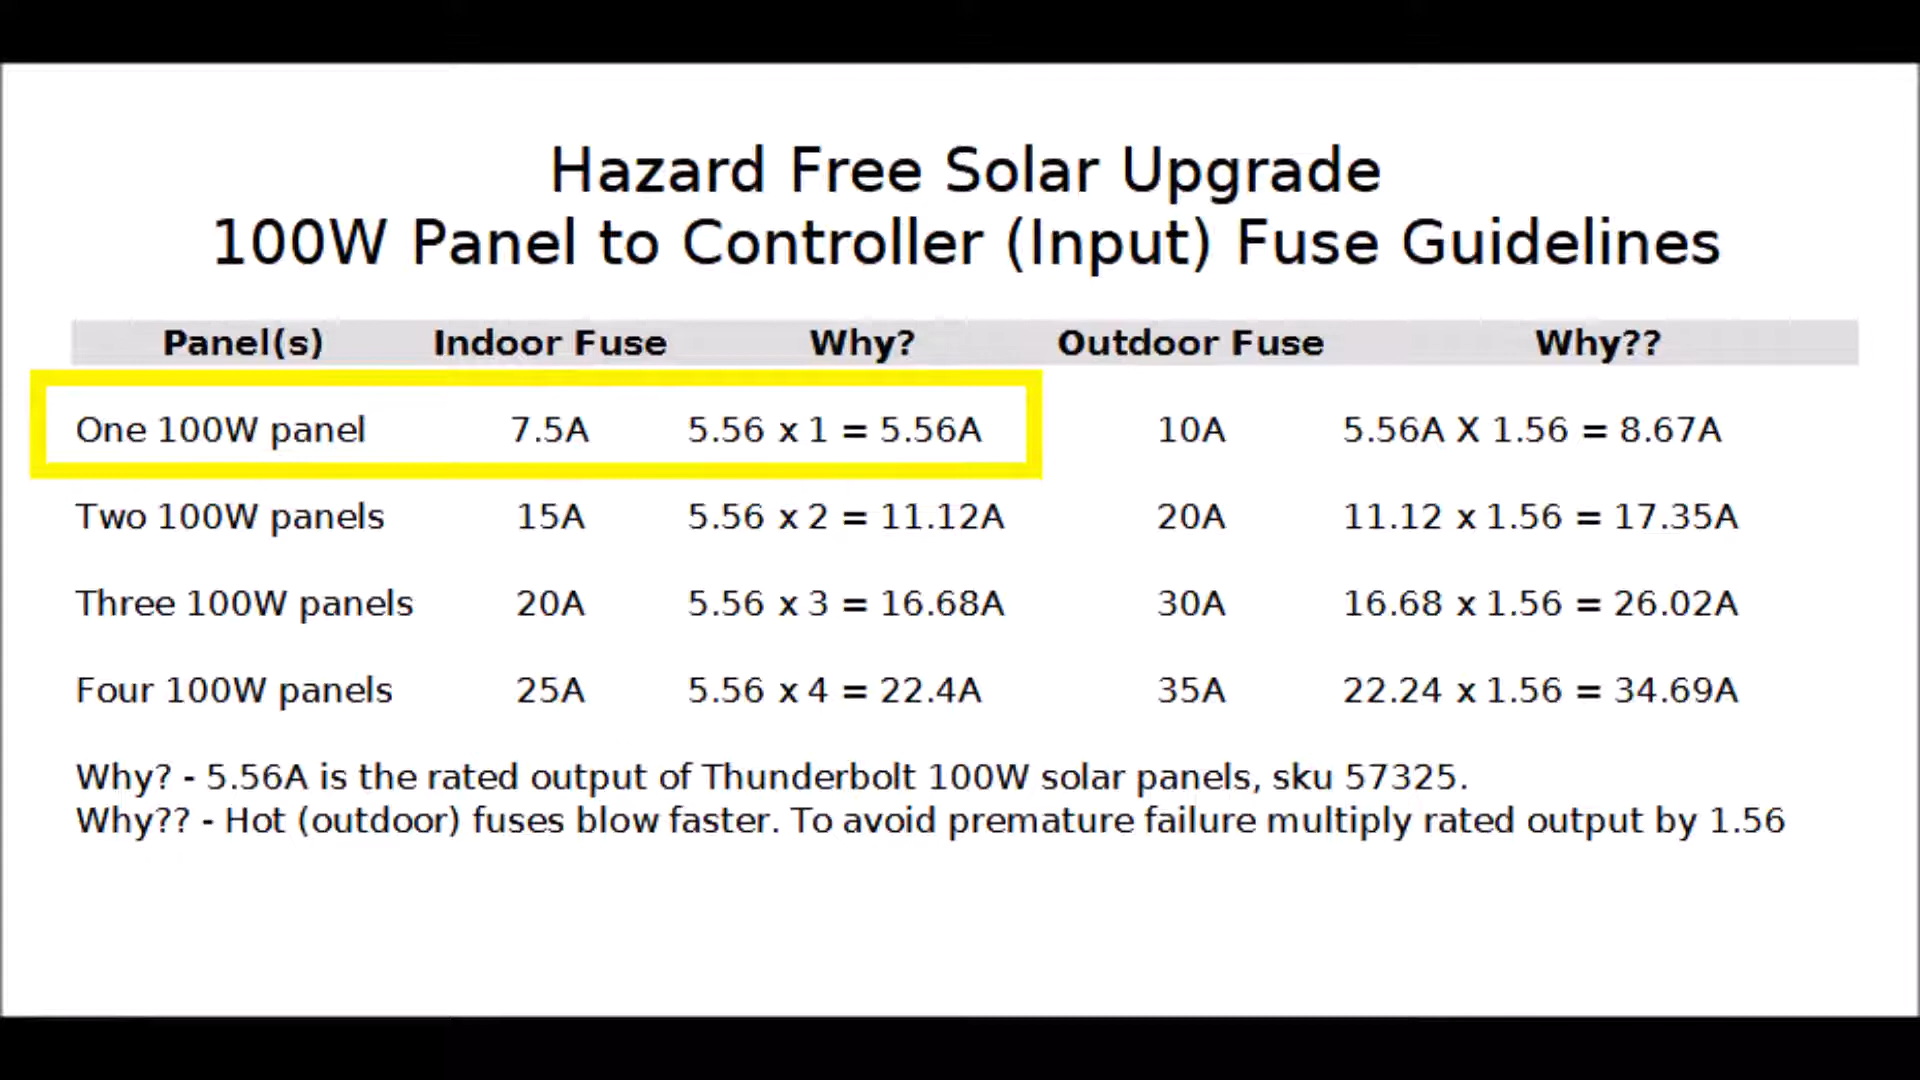 Hazard Free Solar Upgrade
100W Panel to Controller (Input) Fuse Guidelines
Panel(s) Indoor Fuse Why? Outdoor Fuse Why??
One 100W panel 7.5A 5.56 x 1 = 5.56A 10A 5.56A X 1.56 = 8.67A
Two 100W panels 15A 5.56 x 2 = 11.12A 20A 11.12 x 1.56 = 17.35A
Three 100W panels 20A 5.56 x 3 = 16.68A 30A 16.68 x 1.56 = 26.02A
Four 100W panels 25A 5.56 x 4 = 22.4A 35A 22.24 x 1.56 = 34.69A
Why? - 5.56A is the rated output of Thunderbolt 100W solar panels, sku 57325.
Why?? - Hot (outdoor) fuses blow faster. To avoid premature failure multiply rated output by 1.56